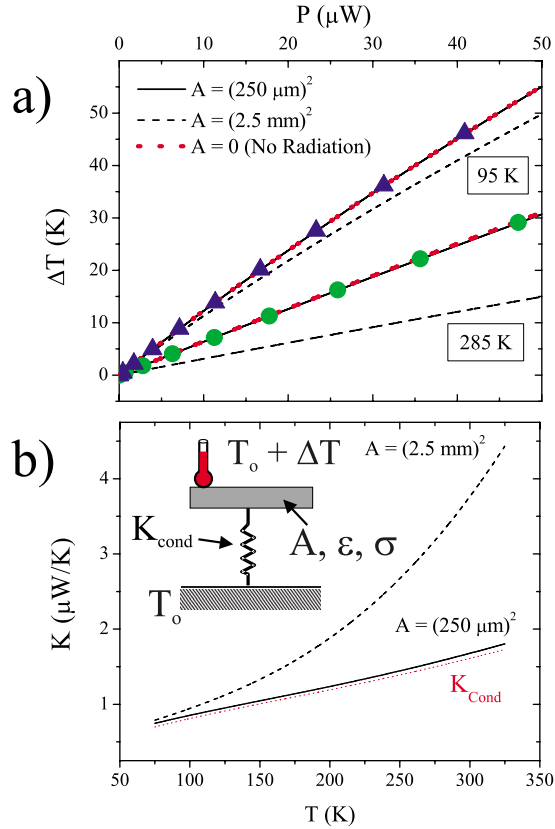 P (μW)
0 10 20 30 40 50
a)
A = (250 μm)²
A = (2.5 mm)²
A = 0 (No Radiation)
50
40
30
20
10
0
ΔT (K)
95 K
285 K
b)
A = (2.5 mm)²
T₀ + ΔT
K_cond
A, ε, σ
T₀
A = (250 μm)²
K_Cond
4
3
2
1
K (μW/K)
50 100 150 200 250 300 350
T (K)